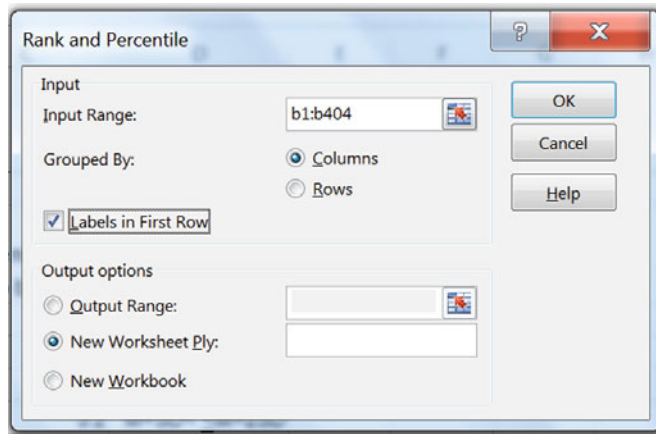 Rank and Percentile
?
X
Input
Input Range:
b1:b404
OK
Grouped By:
Columns
Cancel
Rows
Help
Labels in First Row
Output options
Output Range:
New Worksheet Ply:
New Workbook